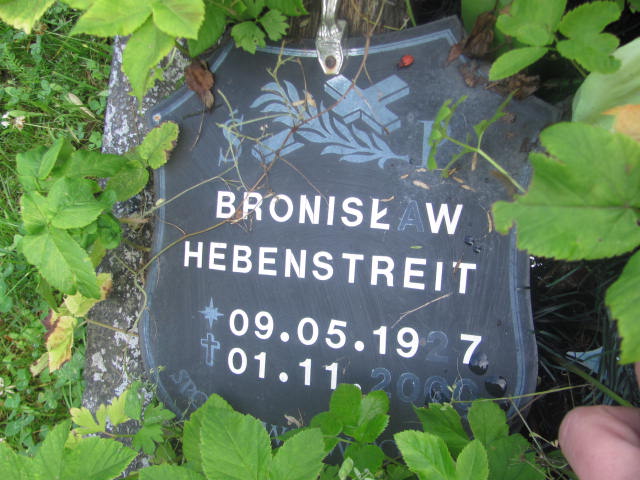 BRONISŁAW
HEBENSTREIT
09.05.1927
01.11.